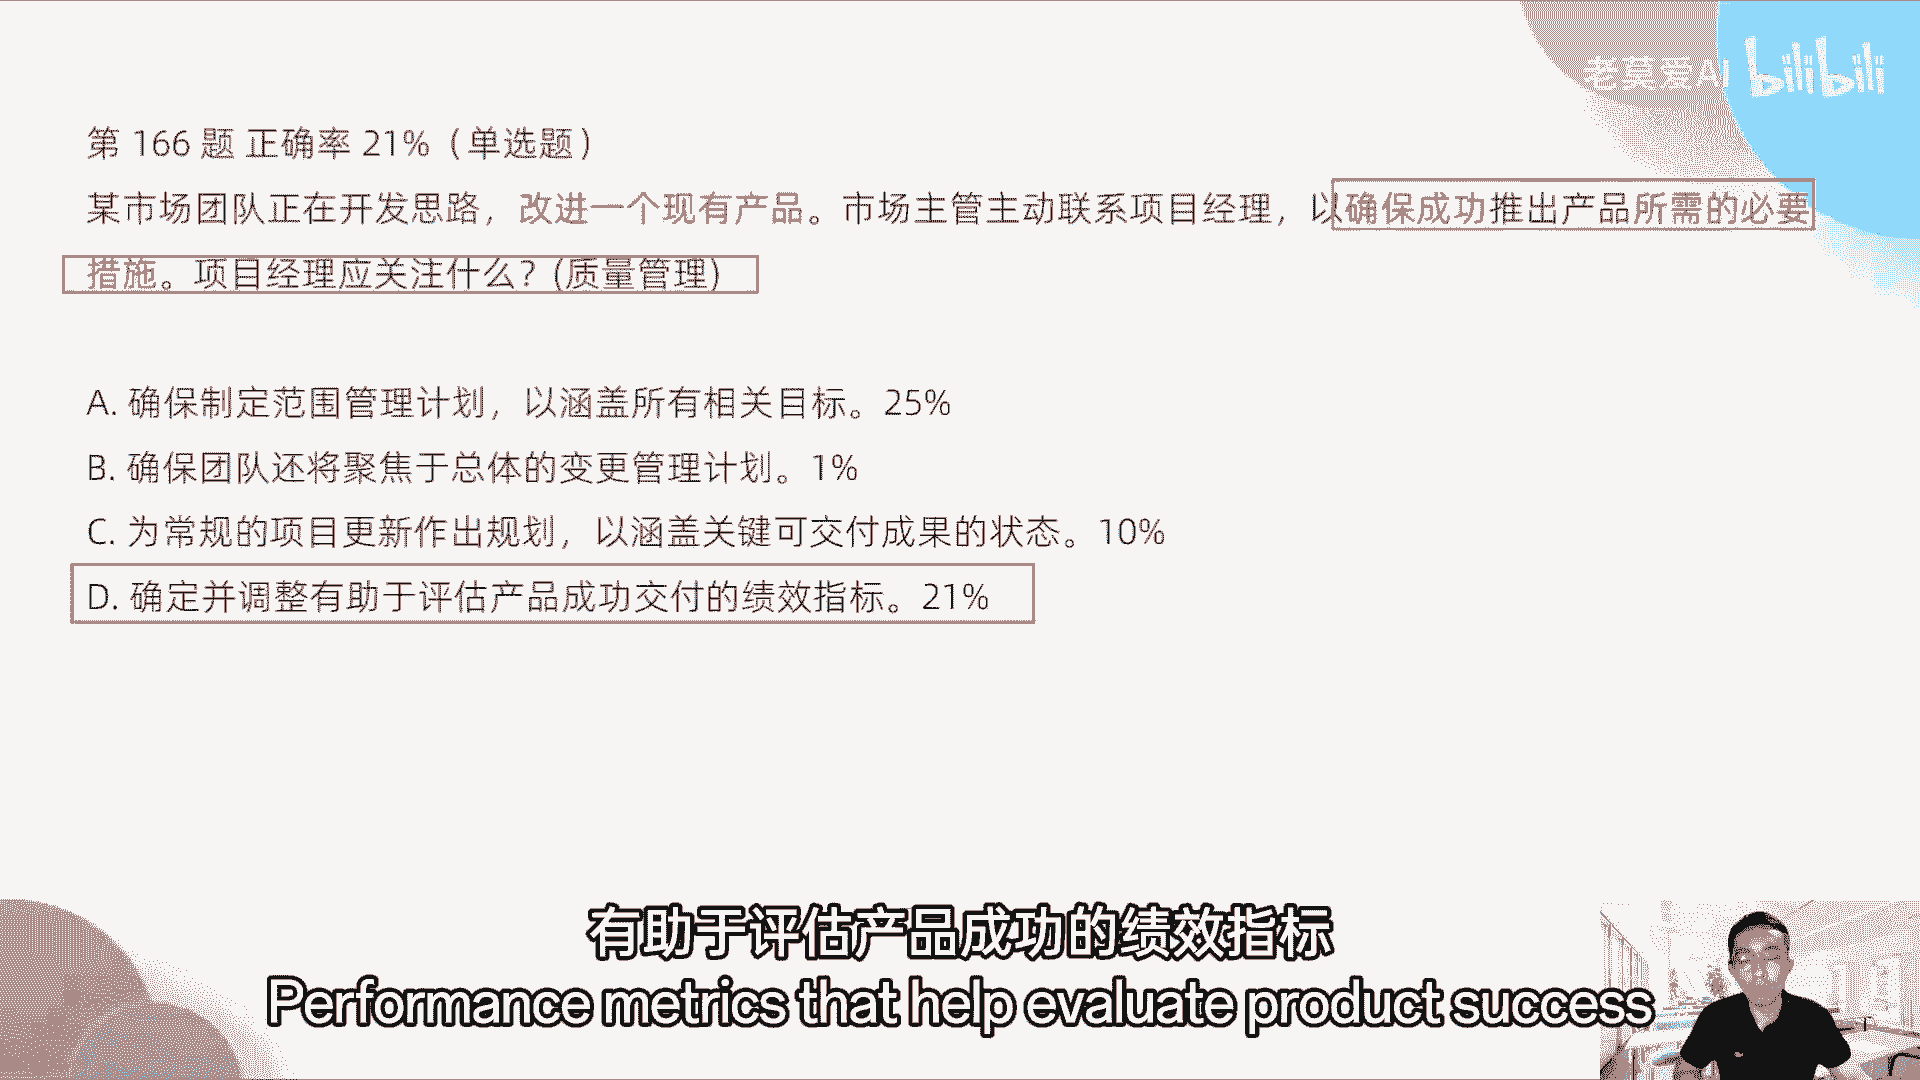 老莫爱AI bilibili
第 166 题 正确率 21%（单选题）
某市场团队正在开发思路，改进一个现有产品。市场主管主动联系项目经理，以确保成功推出产品所需的必要
措施。项目经理应关注什么？(质量管理)
A. 确保制定范围管理计划，以涵盖所有相关目标。25%
B. 确保团队还将聚焦于总体的变更管理计划。1%
C. 为常规的项目更新作出规划，以涵盖关键可交付成果的状态。10%
D. 确定并调整有助于评估产品成功交付的绩效指标。21%
有助于评估产品成功的绩效指标
Performance metrics that help evaluate product success